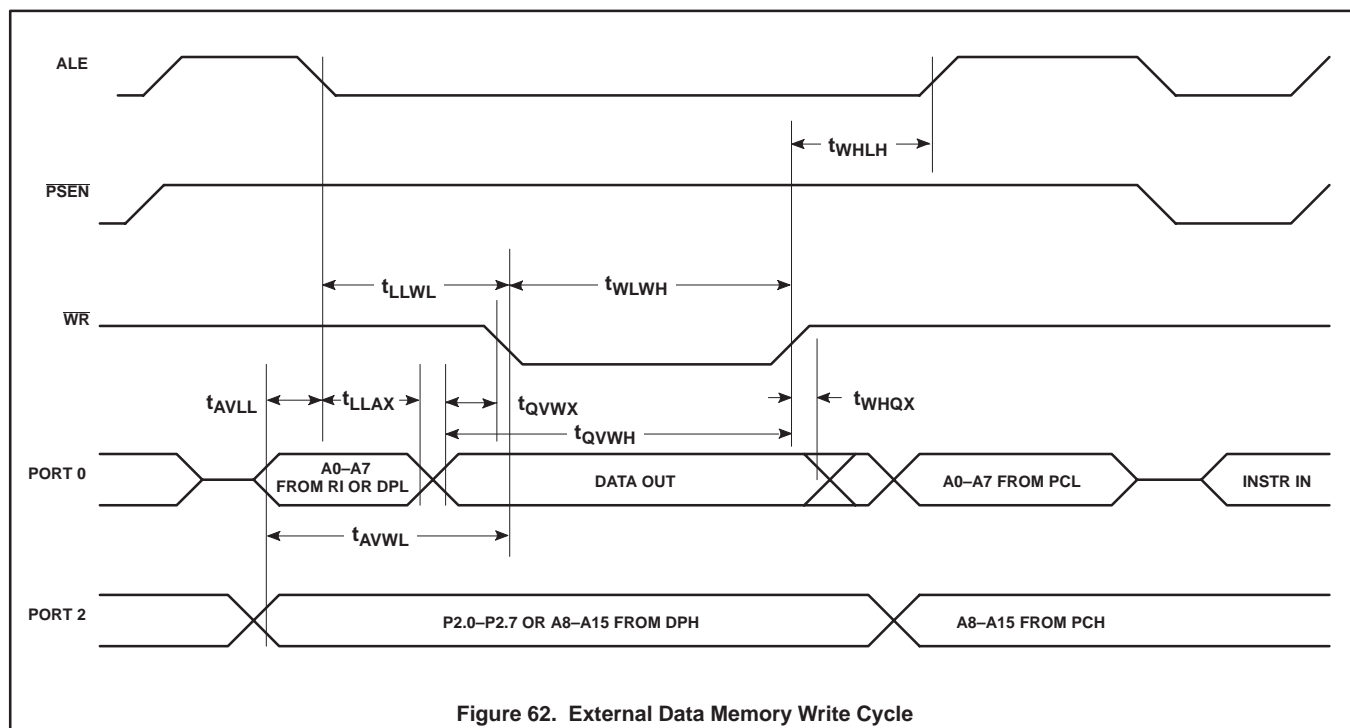 ALE
tWHLH
PSEN
tLLWL
tWLWH
WR
tAVLL
tLLAX
tQVWX
tWHQX
tQVWH
PORT 0
A0–A7
FROM RI OR DPL
DATA OUT
A0–A7 FROM PCL
INSTR IN
tAVWL
PORT 2
P2.0–P2.7 OR A8–A15 FROM DPH
A8–A15 FROM PCH
Figure 62. External Data Memory Write Cycle